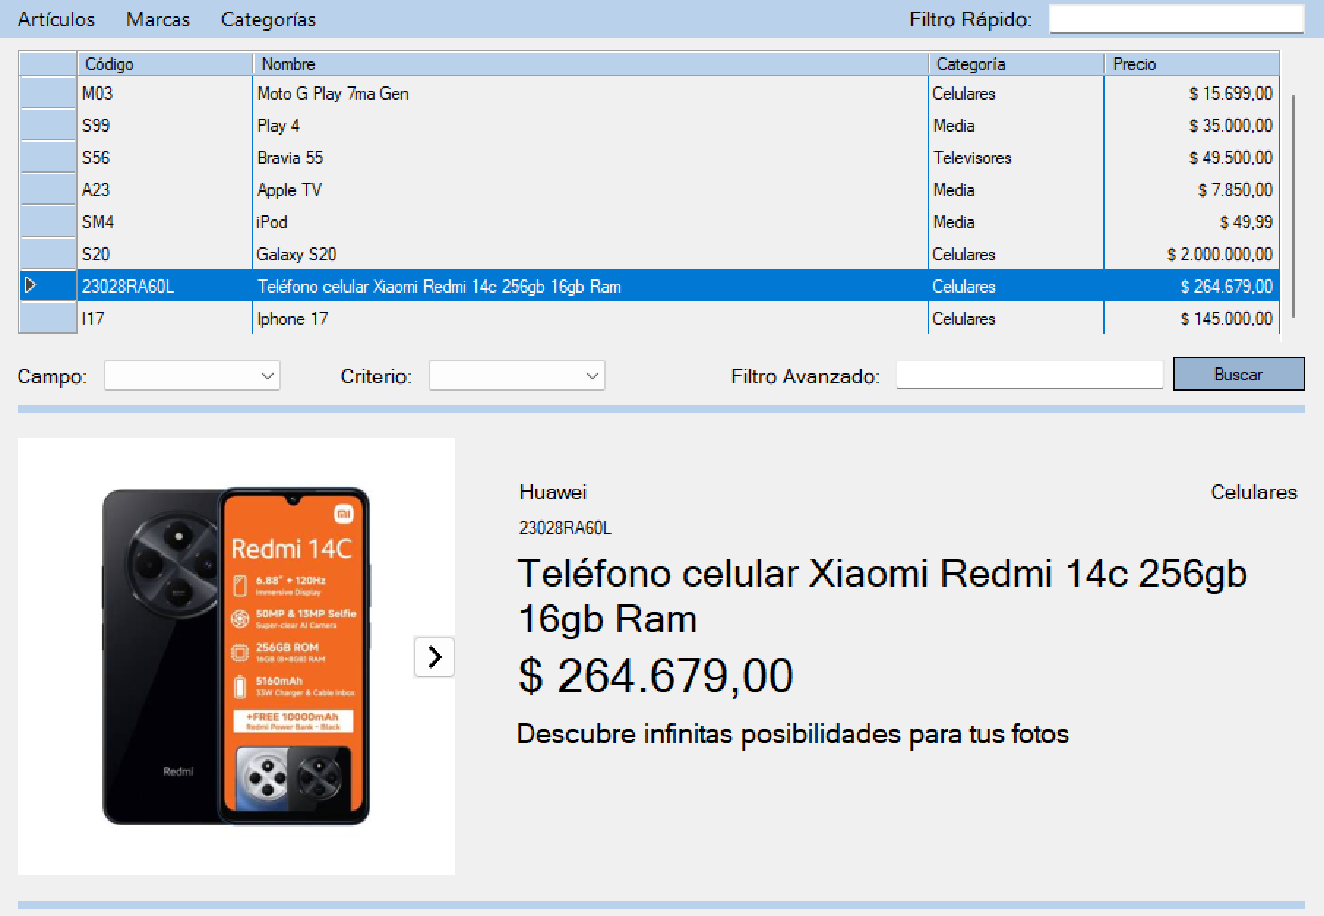 Artículos Marcas Categorías Filtro Rápido:
Código Nombre Categoría Precio
M03 Moto G Play 7ma Gen Celulares $ 15.699,00
S99 Play 4 Media $ 35.000,00
S56 Bravia 55 Televisores $ 49.500,00
A23 Apple TV Media $ 7.850,00
SM4 iPod Media $ 49,99
S20 Galaxy S20 Celulares $ 2.000.000,00
23028RA60L Teléfono celular Xiaomi Redmi 14c 256gb 16gb Ram Celulares $ 264.679,00
I17 Iphone 17 Celulares $ 145.000,00
Campo: Criterio: Filtro Avanzado: Buscar
Huawei Celulares
23028RA60L
Teléfono celular Xiaomi Redmi 14c 256gb
16gb Ram
$ 264.679,00
Descubre infinitas posibilidades para tus fotos
mi
Redmi 14C
6.88" + 120Hz
Immersive Display
50MP & 13MP Selfie
Super-clear AI Camera
256GB ROM
16GB (8+8GB) RAM
5160mAh
33W Charger & Cable Inbox
+FREE 10000mAh
Redmi Power Bank - Black
Redmi